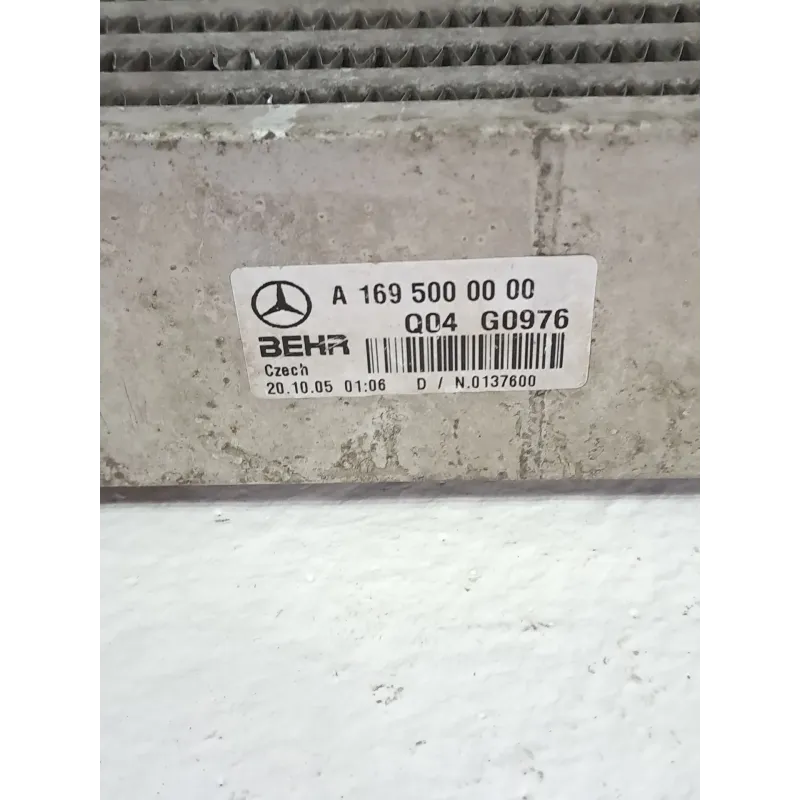 A 169 500 00 00
Q04 G0976
BEHR
Czech
20.10.05 01:06 D / N.0137600